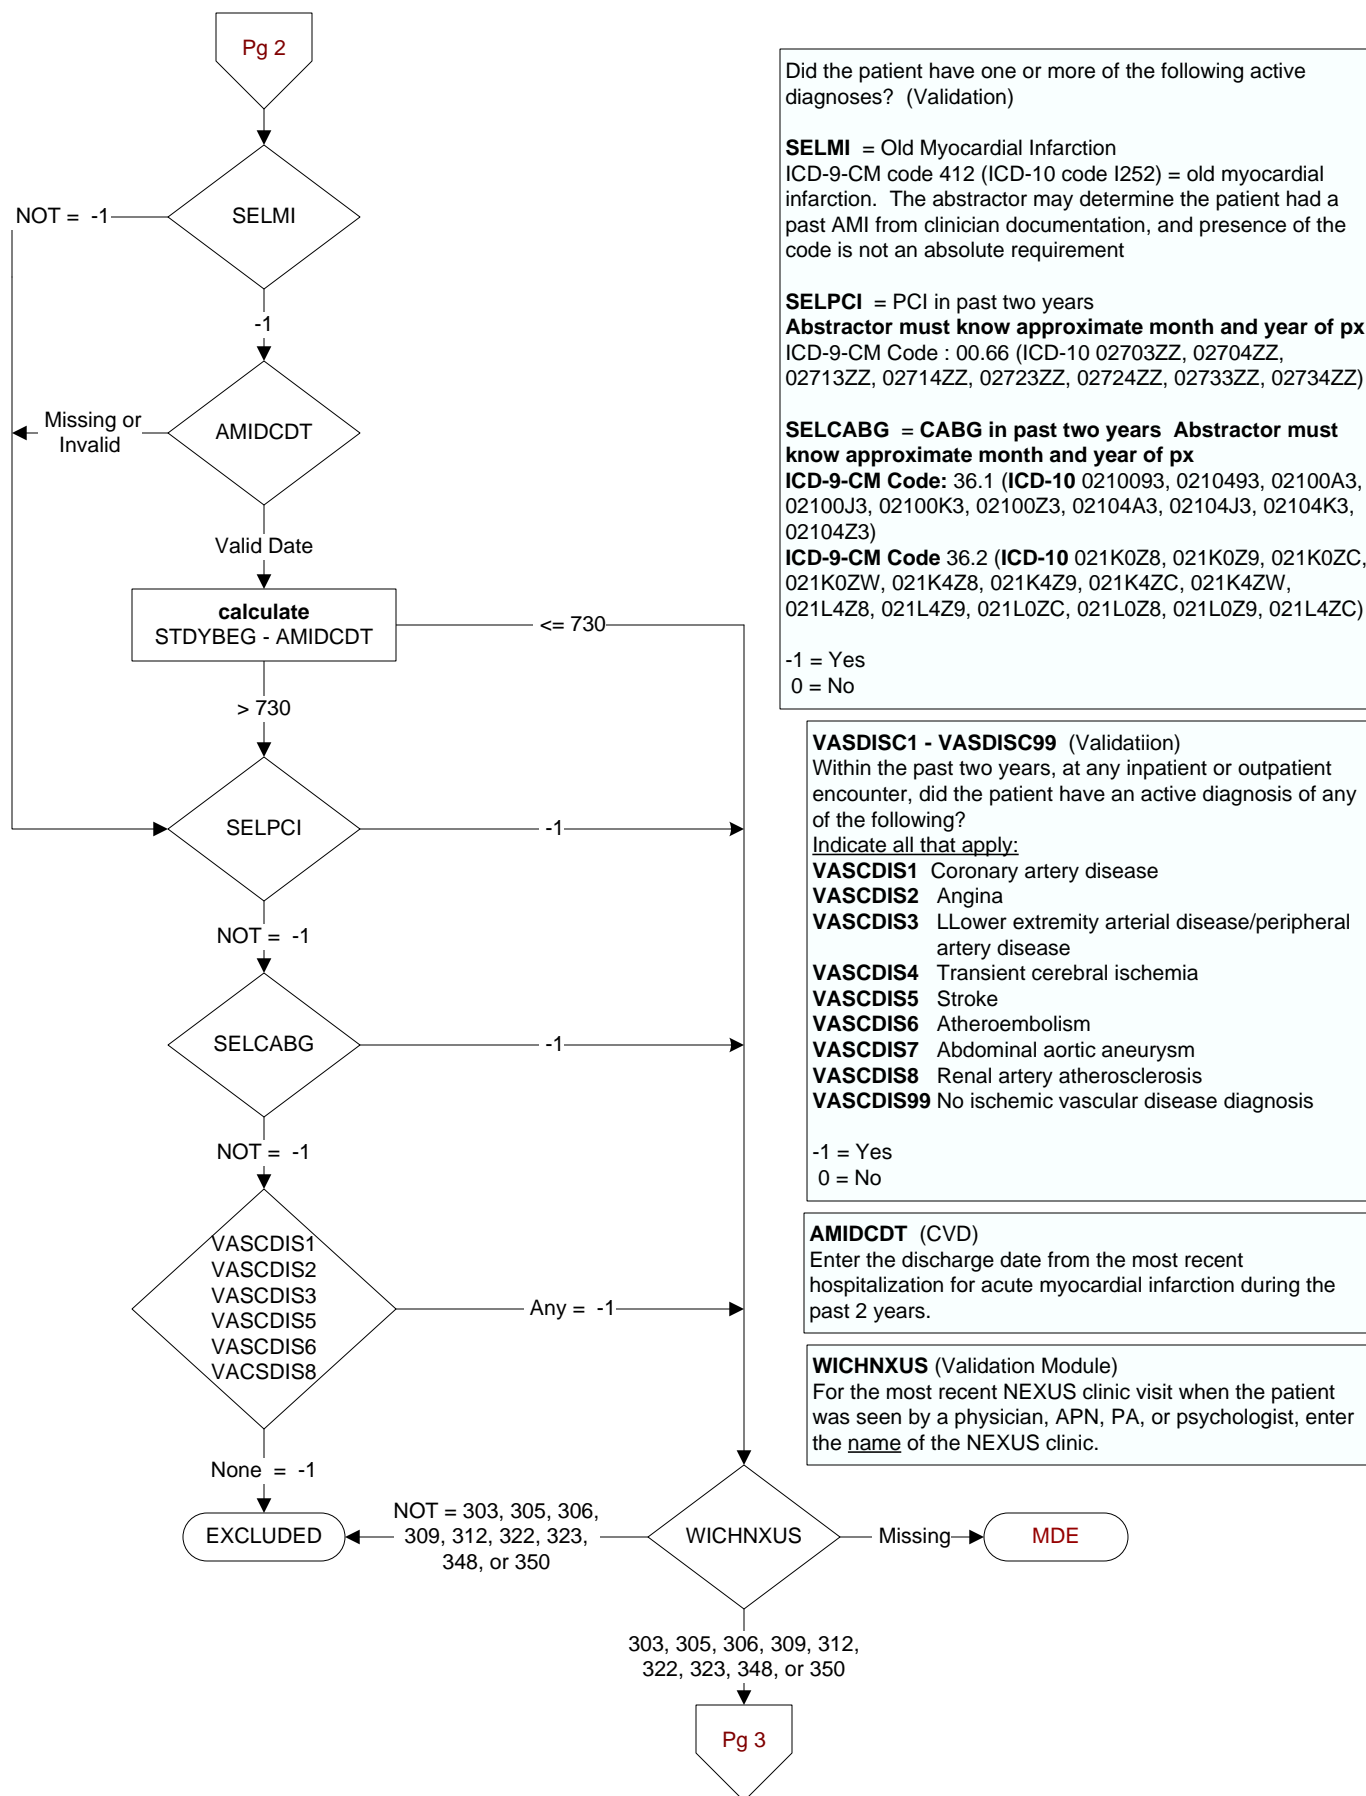 Pg 2
SELMI
NOT = -1
-1
AMIDCDT
Missing or
Invalid
Valid Date
calculate
STDYBEG - AMIDCDT
<= 730
> 730
SELPCI
-1
NOT = -1
SELCABG
-1
NOT = -1
VASCDIS1
VASCDIS2
VASCDIS3
VASCDIS5
VASCDIS6
VACSDIS8
Any = -1
None = -1
EXCLUDED
NOT = 303, 305, 306,
309, 312, 322, 323,
348, or 350
WICHNXUS
Missing
MDE
303, 305, 306, 309, 312,
322, 323, 348, or 350
Pg 3
Did the patient have one or more of the following active
diagnoses? (Validation)
SELMI = Old Myocardial Infarction
ICD-9-CM code 412 (ICD-10 code I252) = old myocardial
infarction. The abstractor may determine the patient had a
past AMI from clinician documentation, and presence of the
code is not an absolute requirement
SELPCI = PCI in past two years
Abstractor must know approximate month and year of px
ICD-9-CM Code : 00.66 (ICD-10 02703ZZ, 02704ZZ,
02713ZZ, 02714ZZ, 02723ZZ, 02724ZZ, 02733ZZ, 02734ZZ)
SELCABG = CABG in past two years Abstractor must
know approximate month and year of px
ICD-9-CM Code: 36.1 (ICD-10 0210093, 0210493, 02100A3,
02100J3, 02100K3, 02100Z3, 02104A3, 02104J3, 02104K3,
02104Z3)
ICD-9-CM Code 36.2 (ICD-10 021K0Z8, 021K0Z9, 021K0ZC,
021K0ZW, 021K4Z8, 021K4Z9, 021K4ZC, 021K4ZW,
021L4Z8, 021L4Z9, 021L0ZC, 021L0Z8, 021L0Z9, 021L4ZC)
-1 = Yes
0 = No
VASDISC1 - VASDISC99 (Validatiion)
Within the past two years, at any inpatient or outpatient
encounter, did the patient have an active diagnosis of any
of the following?
Indicate all that apply:
VASCDIS1 Coronary artery disease
VASCDIS2 Angina
VASCDIS3 LLower extremity arterial disease/peripheral
artery disease
VASCDIS4 Transient cerebral ischemia
VASCDIS5 Stroke
VASCDIS6 Atheroembolism
VASCDIS7 Abdominal aortic aneurysm
VASCDIS8 Renal artery atherosclerosis
VASCDIS99 No ischemic vascular disease diagnosis
-1 = Yes
0 = No
AMIDCDT (CVD)
Enter the discharge date from the most recent
hospitalization for acute myocardial infarction during the
past 2 years.
WICHNXUS (Validation Module)
For the most recent NEXUS clinic visit when the patient
was seen by a physician, APN, PA, or psychologist, enter
the name of the NEXUS clinic.